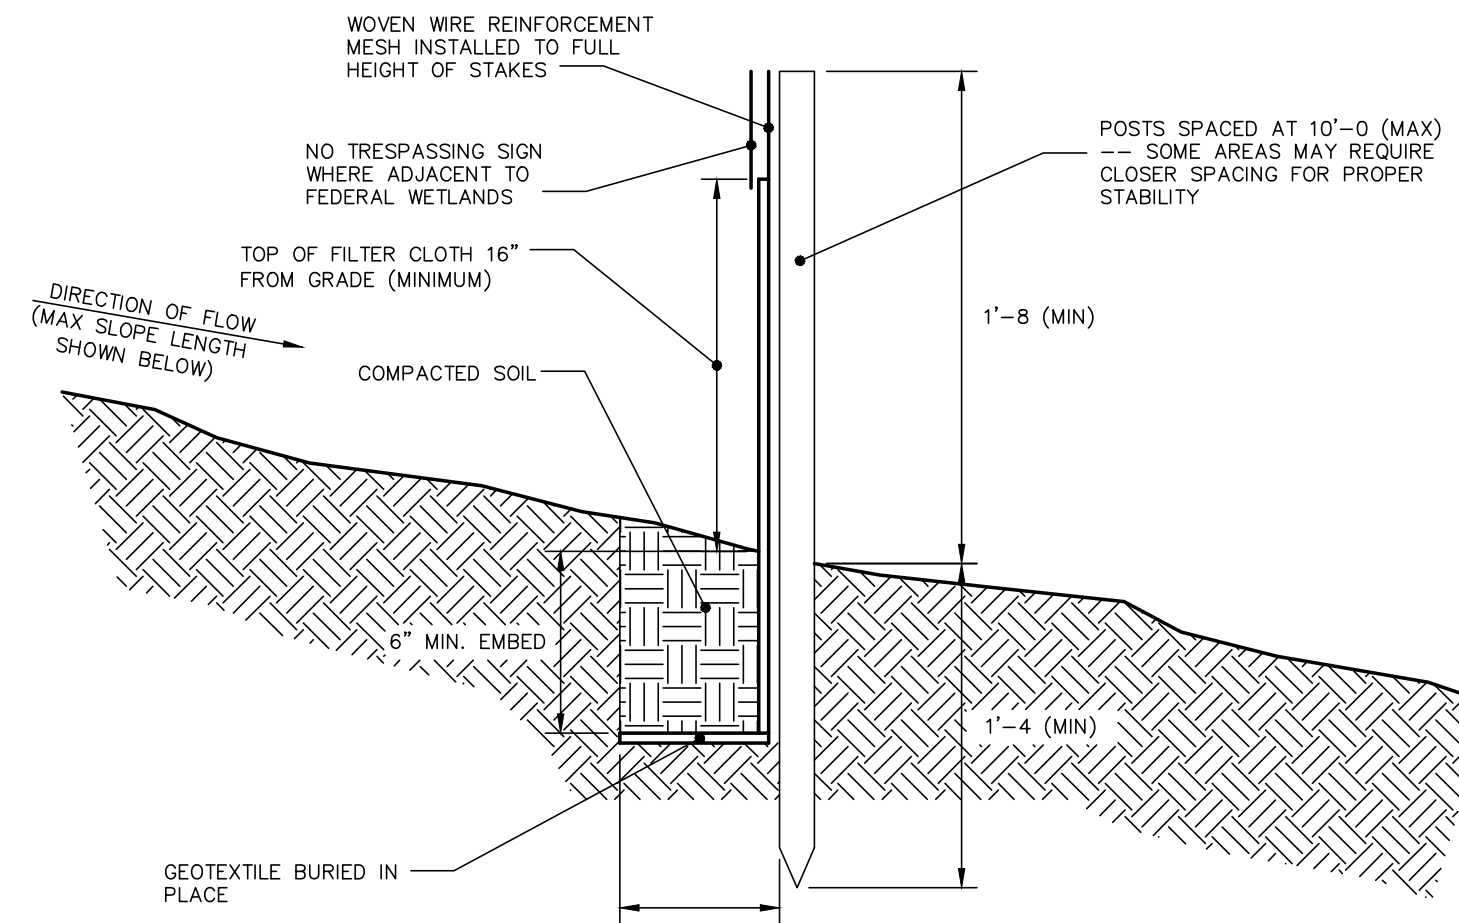 WOVEN WIRE REINFORCEMENT
MESH INSTALLED TO FULL
HEIGHT OF STAKES
NO TRESPASSING SIGN
WHERE ADJACENT TO
FEDERAL WETLANDS
POSTS SPACED AT 10'-0 (MAX)
-- SOME AREAS MAY REQUIRE
CLOSER SPACING FOR PROPER
STABILITY
TOP OF FILTER CLOTH 16"
FROM GRADE (MINIMUM)
DIRECTION OF FLOW
(MAX SLOPE LENGTH
SHOWN BELOW)
1'-8 (MIN)
COMPACTED SOIL
6" MIN. EMBED
1'-4 (MIN)
GEOTEXTILE BURIED IN
PLACE